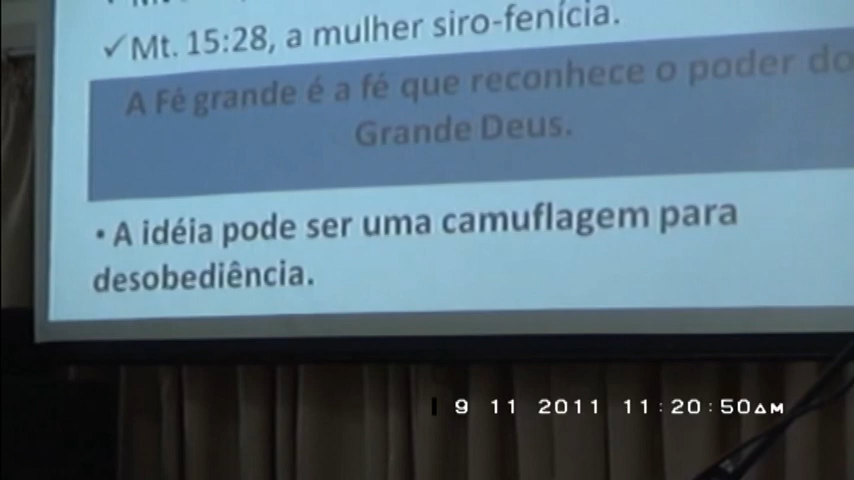 ✓Mt. 15:28, a mulher siro-fenícia.
A Fé grande é a fé que reconhece o poder do
Grande Deus.
• A idéia pode ser uma camuflagem para
desobediência.
9 11 2011 11:20:50AM